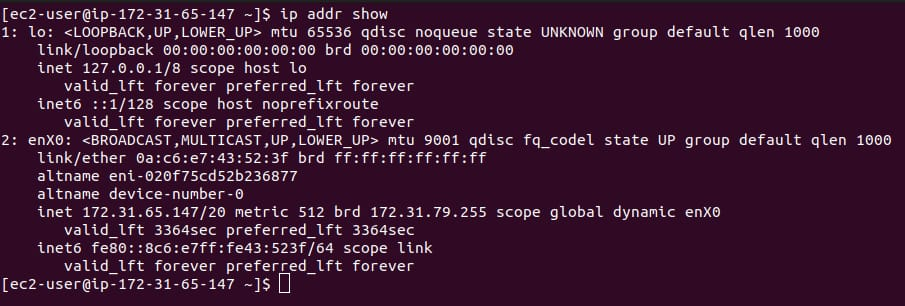 [ec2-user@ip-172-31-65-147 ~]$ ip addr show
1: lo: <LOOPBACK,UP,LOWER_UP> mtu 65536 qdisc noqueue state UNKNOWN group default qlen 1000
    link/loopback 00:00:00:00:00:00 brd 00:00:00:00:00:00
    inet 127.0.0.1/8 scope host lo
       valid_lft forever preferred_lft forever
    inet6 ::1/128 scope host noprefixroute
       valid_lft forever preferred_lft forever
2: enX0: <BROADCAST,MULTICAST,UP,LOWER_UP> mtu 9001 qdisc fq_codel state UP group default qlen 1000
    link/ether 0a:c6:e7:43:52:3f brd ff:ff:ff:ff:ff:ff
    altname eni-020f75cd52b236877
    altname device-number-0
    inet 172.31.65.147/20 metric 512 brd 172.31.79.255 scope global dynamic enX0
       valid_lft 3364sec preferred_lft 3364sec
    inet6 fe80::8c6:e7ff:fe43:523f/64 scope link
       valid_lft forever preferred_lft forever
[ec2-user@ip-172-31-65-147 ~]$